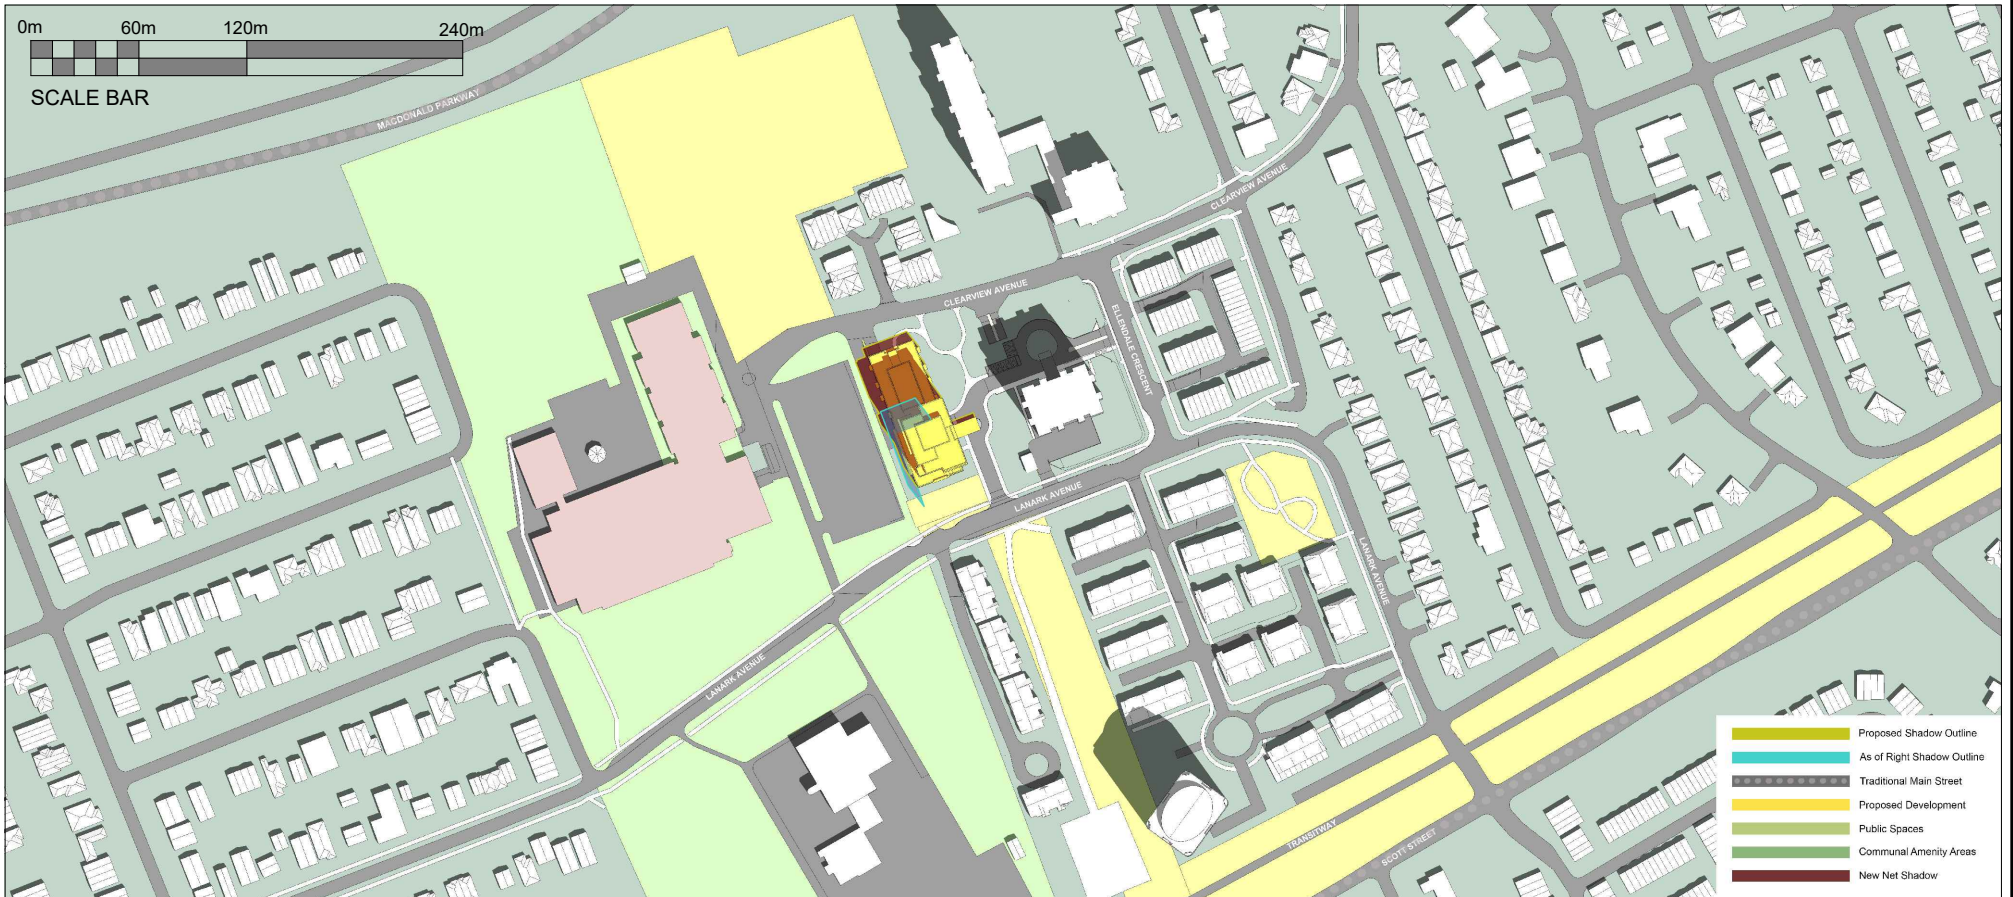 0m 60m 120m 240m
SCALE BAR
MACDONALD PARKWAY
CLEARVIEW AVENUE
CLEARVIEW AVENUE
ELLENDALE CRESCENT
LANARK AVENUE
LANARK AVENUE
LANARK AVENUE
TRANSITWAY
SCOTT STREET
Proposed Shadow Outline
As of Right Shadow Outline
Traditional Main Street
Proposed Development
Public Spaces
Communal Amenity Areas
New Net Shadow